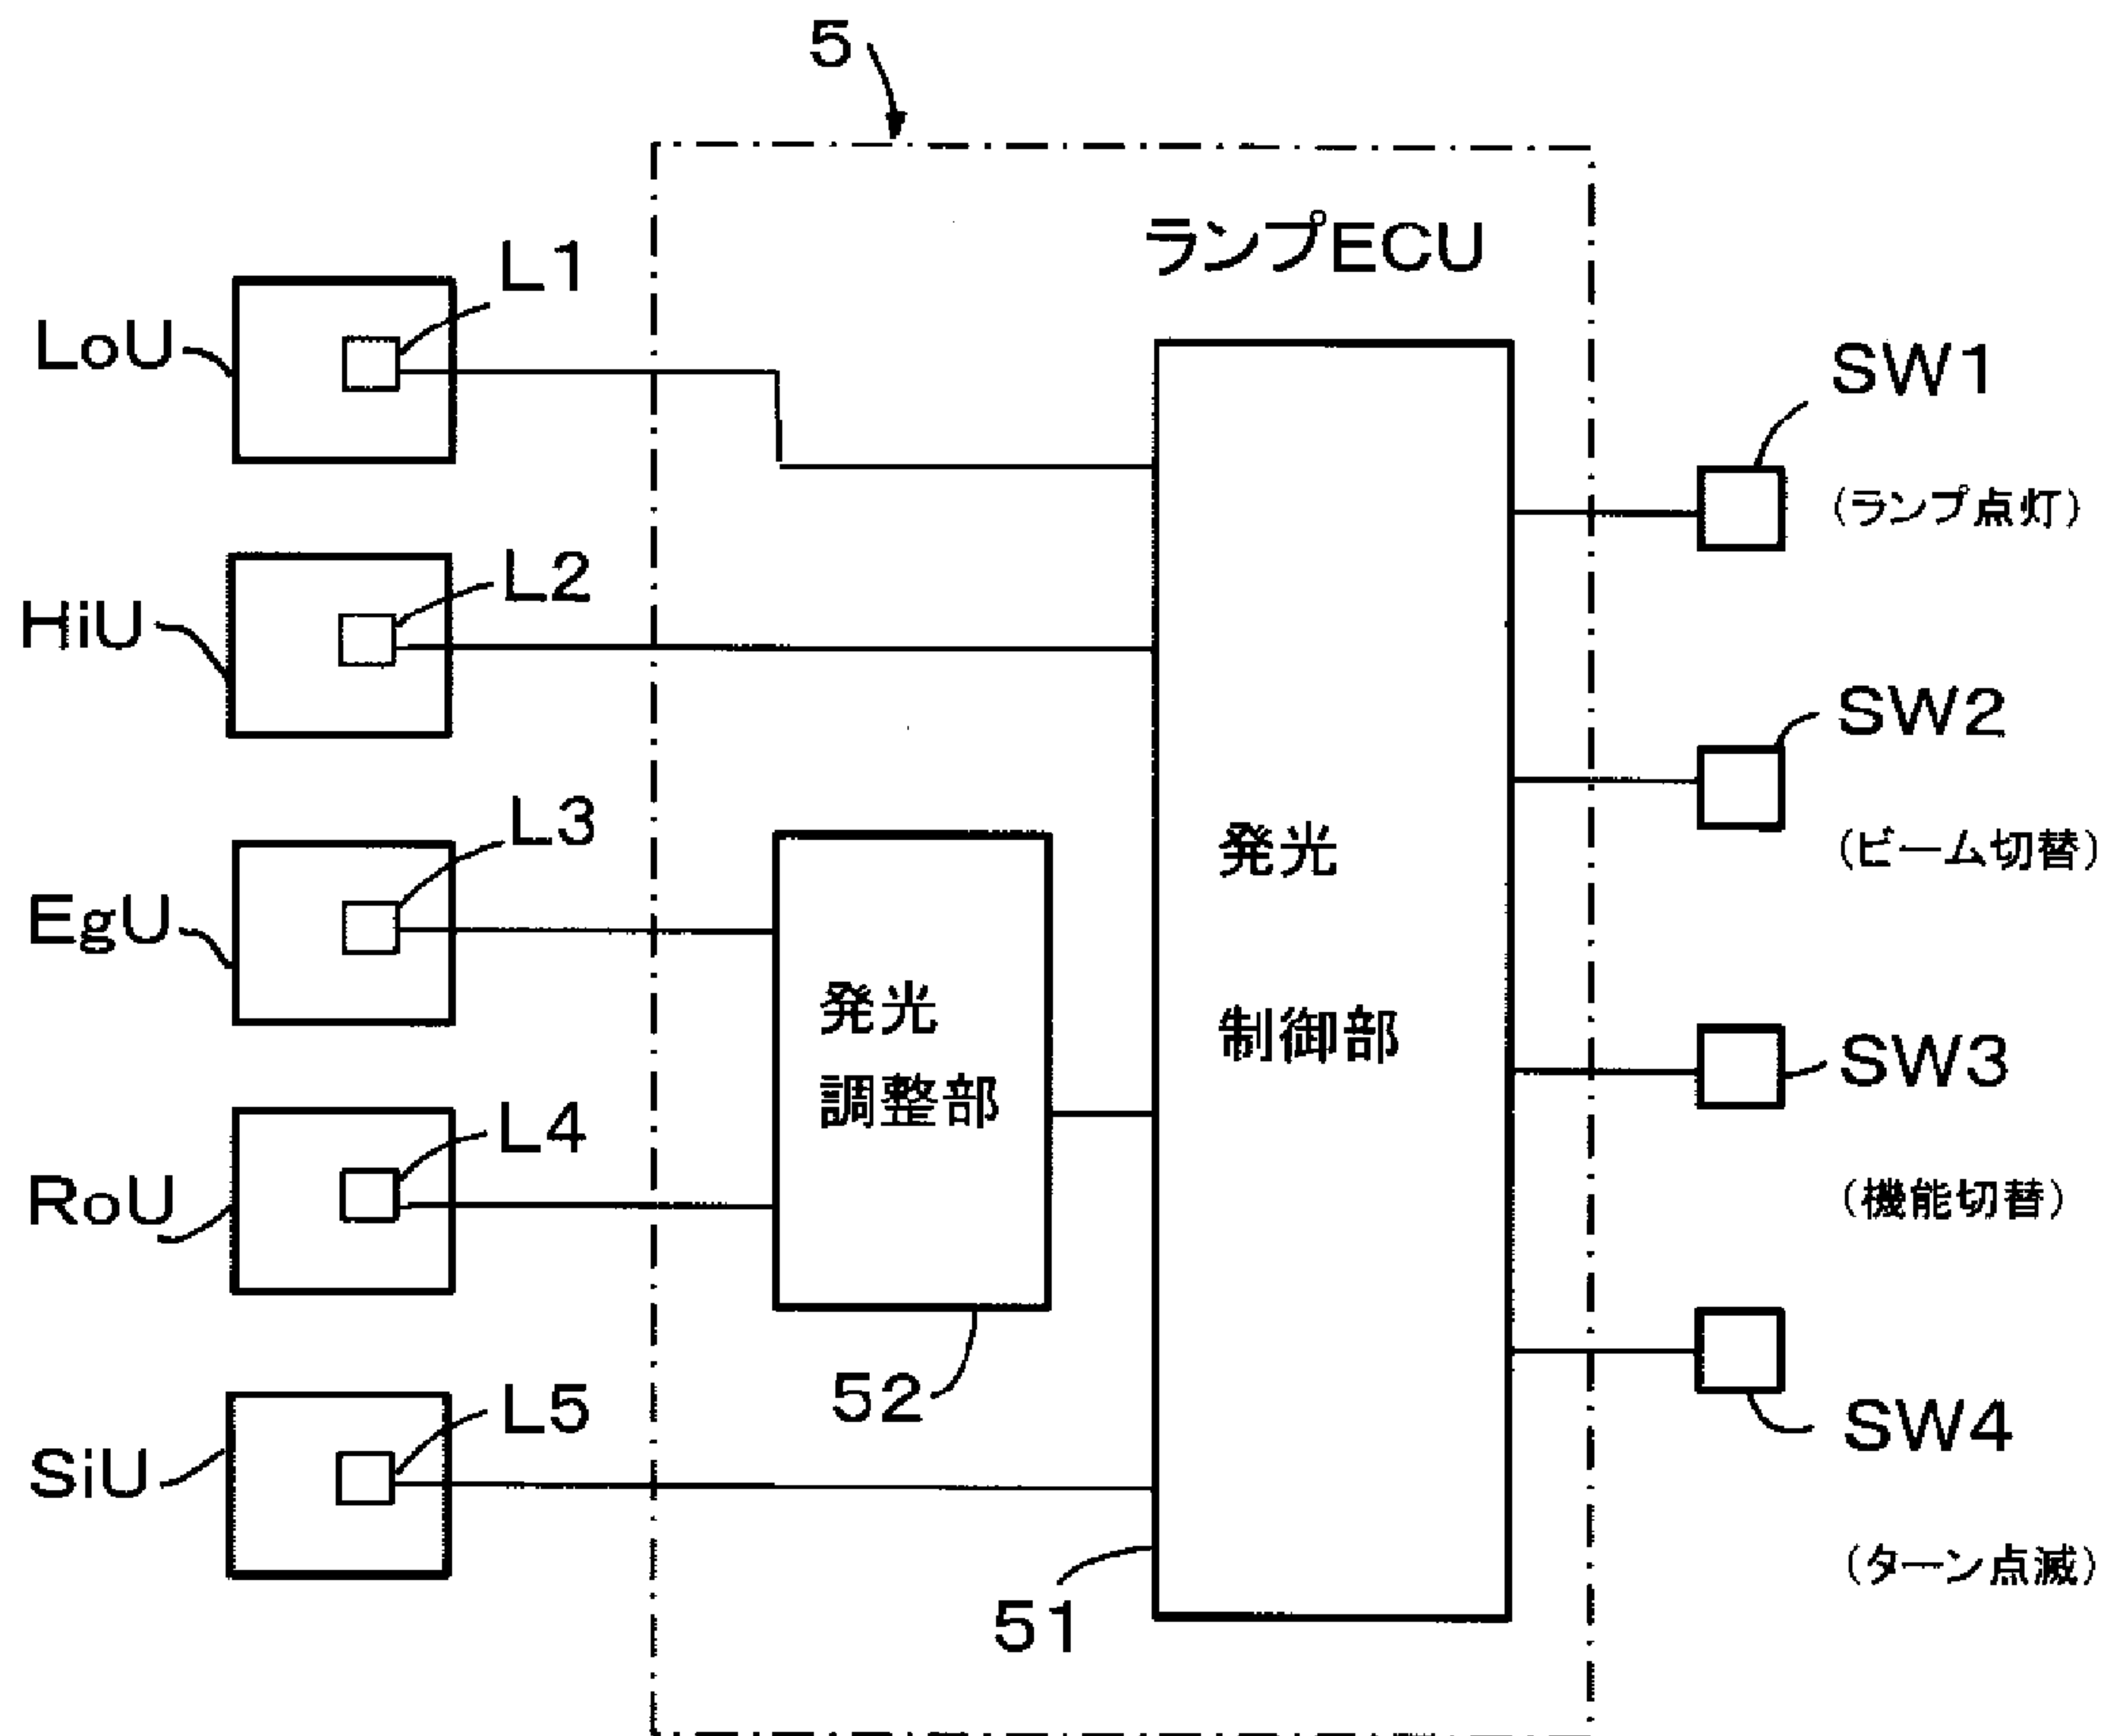 5
ランプECU
LoU
L1
HiU
L2
EgU
L3
RoU
L4
SiU
L5
発光
調整部
52
発光
制御部
51
SW1
(ランプ点灯)
SW2
(ビーム切替)
SW3
(機能切替)
SW4
(ターン点滅)